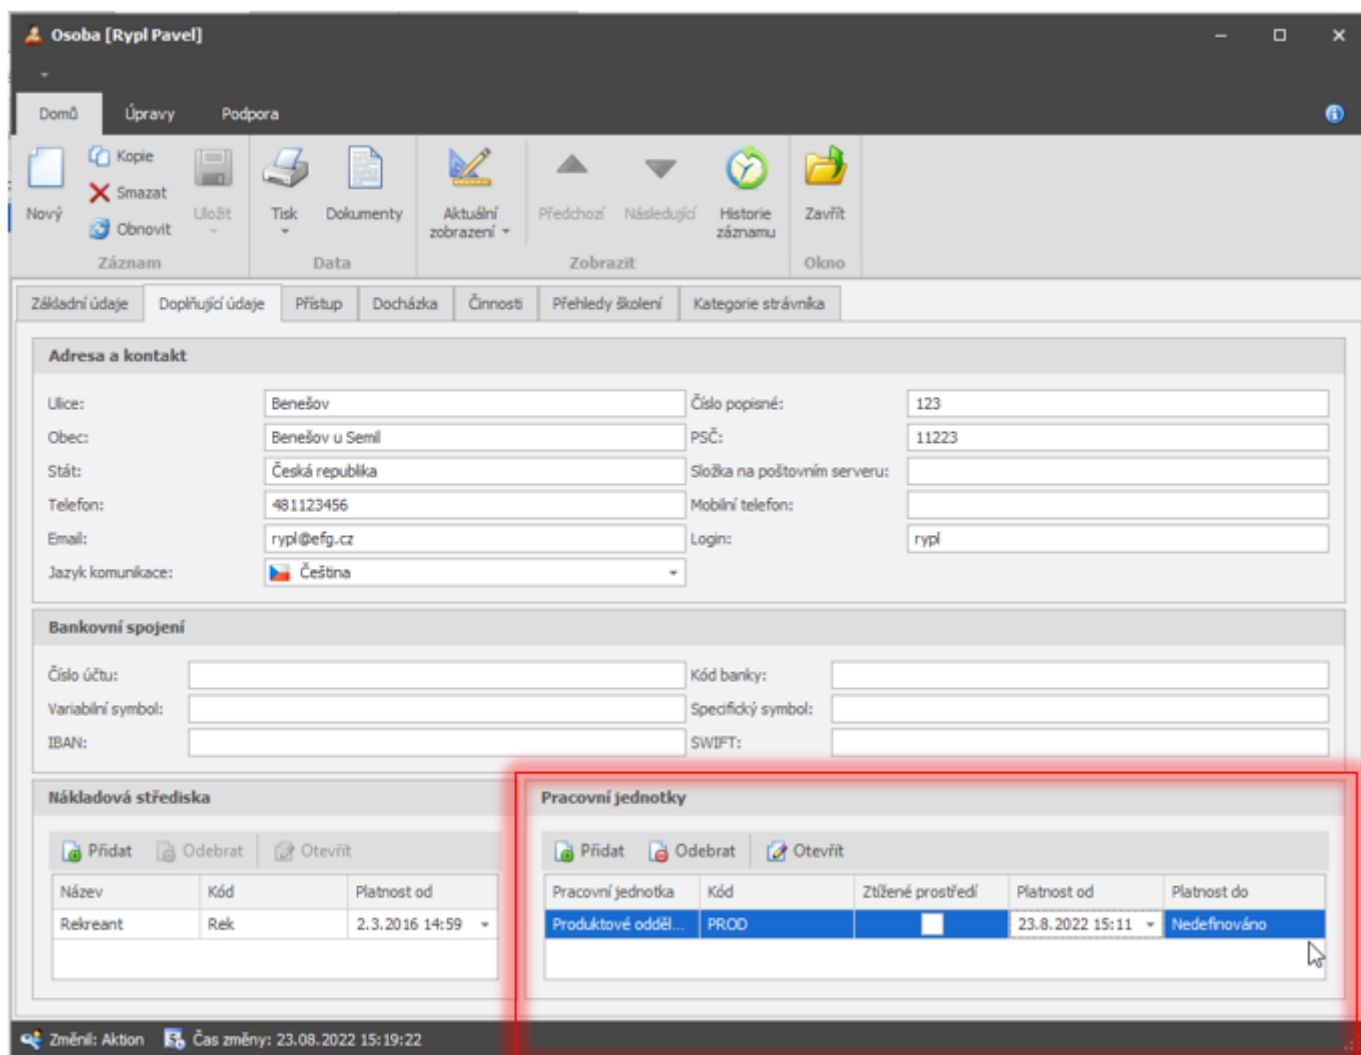 Osoba [Rypl Pavel]
Domů Úpravy Podpora
Nový Kopie Smazat Obnovit Uložit
Tisk Dokumenty
Aktuální zobrazení Předchozí Následující Historie záznamu
Zavřít
Záznam Data Zobrazit Okno
Základní údaje Doplňující údaje Přístup Docházka Činnosti Přehledy školení Kategorie strávníka
Adresa a kontakt
Ulice: Benešov Číslo popisné: 123
Obec: Benešov u Semil PSČ: 11223
Stát: Česká republika Složka na poštovním serveru:
Telefon: 481123456 Mobilní telefon:
Email: rypl@efg.cz Login: rypl
Jazyk komunikace: Čeština
Bankovní spojení
Číslo účtu: Kód banky:
Variabilní symbol: Specifický symbol:
IBAN: SWIFT:
Nákladová střediska
Přidat Odebrat Otevřít
Název Kód Platnost od
Rekreant Rek 2.3.2016 14:59
Pracovní jednotky
Přidat Odebrat Otevřít
Pracovní jednotka Kód Ztížené prostředí Platnost od Platnost do
Produktové odděl... PROD 23.8.2022 15:11 Nedefinováno
Změnil: Aktion Čas změny: 23.08.2022 15:19:22